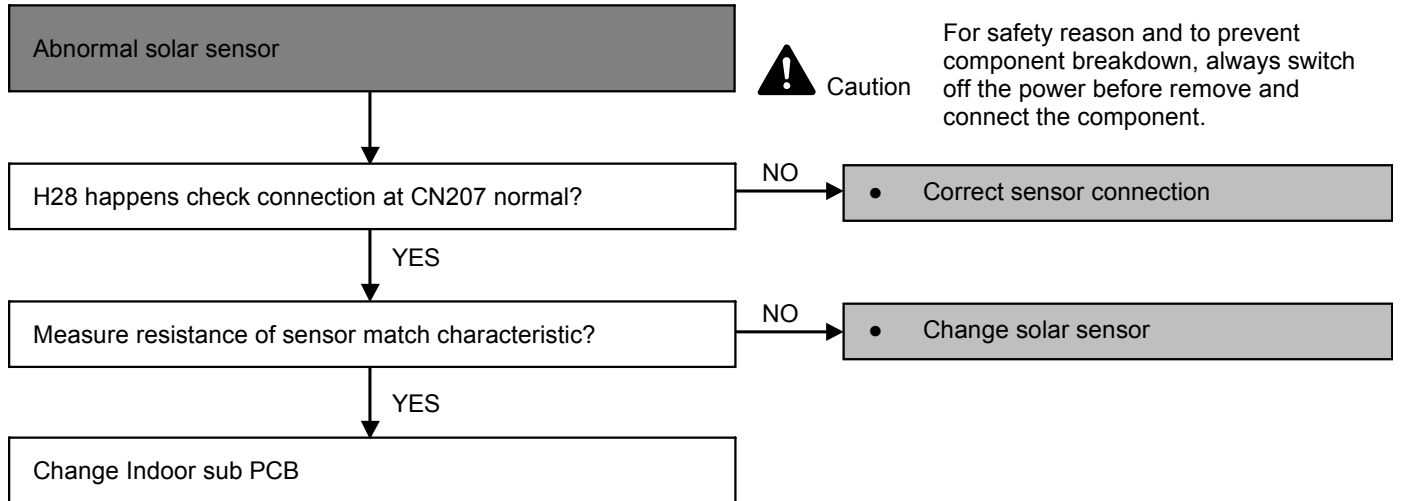 Abnormal solar sensor
Caution
For safety reason and to prevent
component breakdown, always switch
off the power before remove and
connect the component.
H28 happens check connection at CN207 normal?
NO
● Correct sensor connection
YES
Measure resistance of sensor match characteristic?
NO
● Change solar sensor
YES
Change Indoor sub PCB